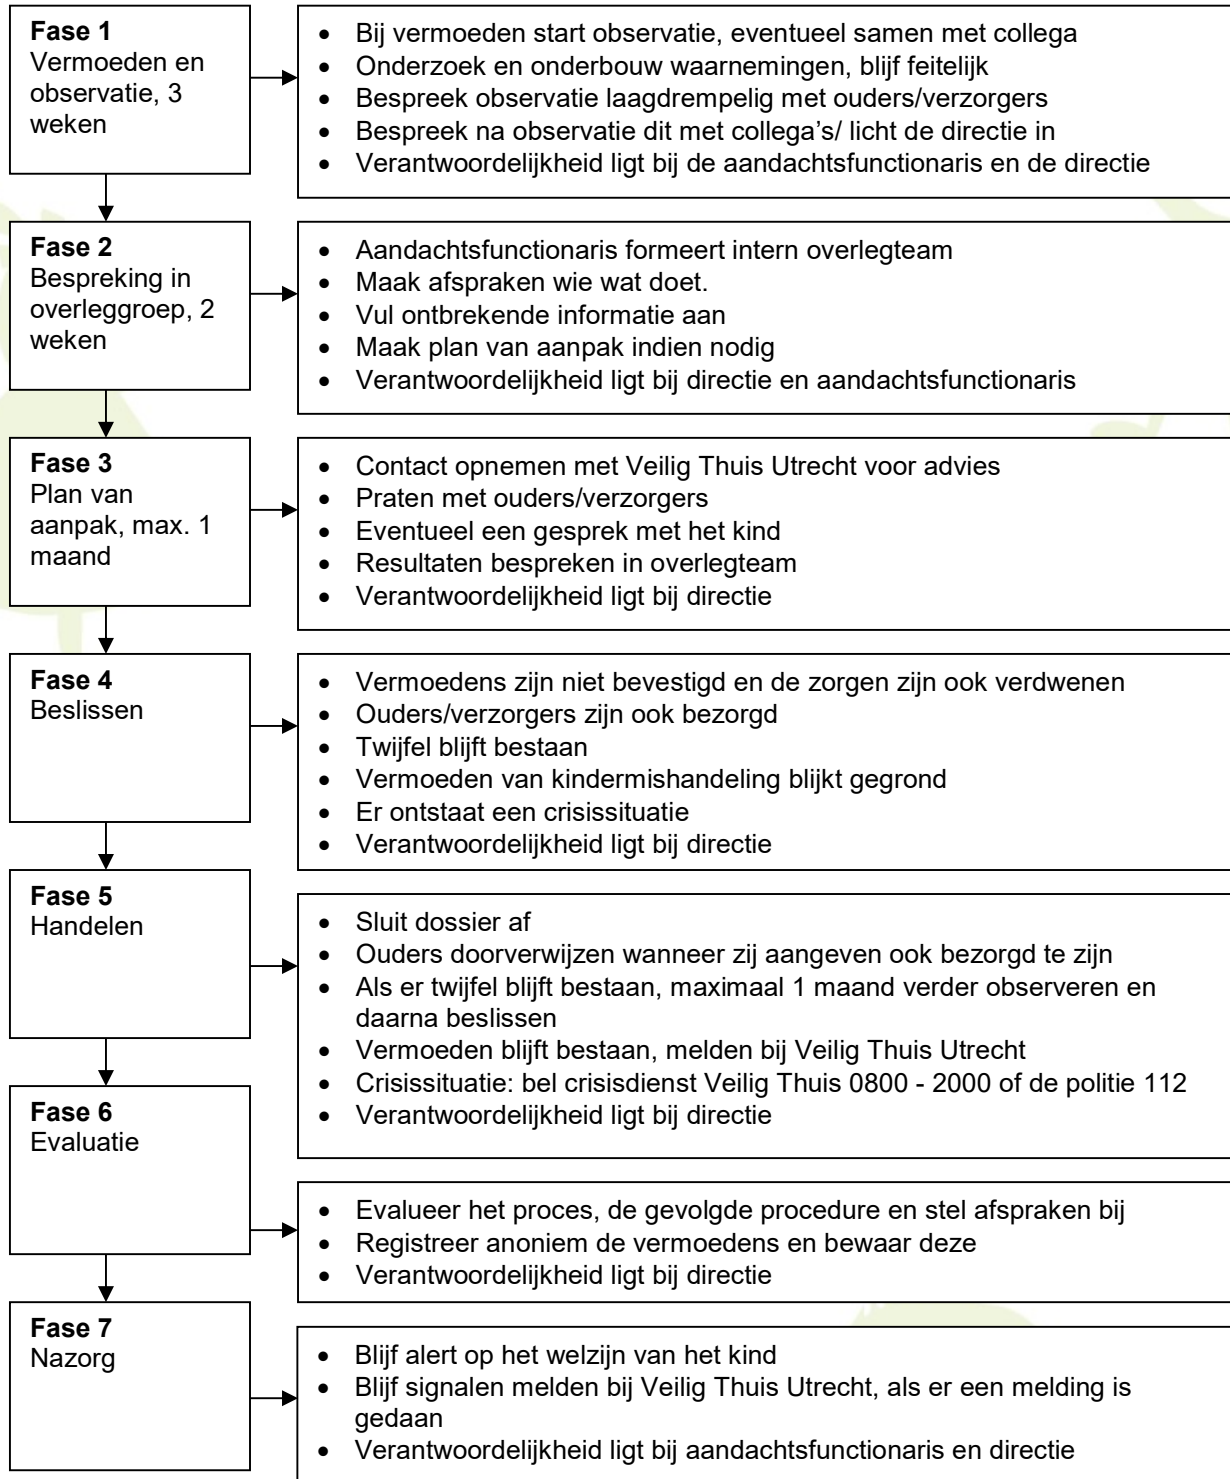 Fase 1
Vermoeden en
observatie, 3
weken
• Bij vermoeden start observatie, eventueel samen met collega
• Onderzoek en onderbouw waarnemingen, blijf feitelijk
• Bespreek observatie laagdrempelig met ouders/verzorgers
• Bespreek na observatie dit met collega's/ licht de directie in
• Verantwoordelijkheid ligt bij de aandachtsfunctionaris en de directie
Fase 2
Bespreking in
overleggroep, 2
weken
• Aandachtsfunctionaris formeert intern overlegteam
• Maak afspraken wie wat doet.
• Vul ontbrekende informatie aan
• Maak plan van aanpak indien nodig
• Verantwoordelijkheid ligt bij directie en aandachtsfunctionaris
Fase 3
Plan van
aanpak, max. 1
maand
• Contact opnemen met Veilig Thuis Utrecht voor advies
• Praten met ouders/verzorgers
• Eventueel een gesprek met het kind
• Resultaten bespreken in overlegteam
• Verantwoordelijkheid ligt bij directie
Fase 4
Beslissen
• Vermoedens zijn niet bevestigd en de zorgen zijn ook verdwenen
• Ouders/verzorgers zijn ook bezorgd
• Twijfel blijft bestaan
• Vermoeden van kindermishandeling blijkt gegrond
• Er ontstaat een crisissituatie
• Verantwoordelijkheid ligt bij directie
Fase 5
Handelen
• Sluit dossier af
• Ouders doorverwijzen wanneer zij aangeven ook bezorgd te zijn
• Als er twijfel blijft bestaan, maximaal 1 maand verder observeren en
daarna beslissen
• Vermoeden blijft bestaan, melden bij Veilig Thuis Utrecht
• Crisissituatie: bel crisisdienst Veilig Thuis 0800 - 2000 of de politie 112
• Verantwoordelijkheid ligt bij directie
Fase 6
Evaluatie
• Evalueer het proces, de gevolgde procedure en stel afspraken bij
• Registreer anoniem de vermoedens en bewaar deze
• Verantwoordelijkheid ligt bij directie
Fase 7
Nazorg
• Blijf alert op het welzijn van het kind
• Blijf signalen melden bij Veilig Thuis Utrecht, als er een melding is
gedaan
• Verantwoordelijkheid ligt bij aandachtsfunctionaris en directie